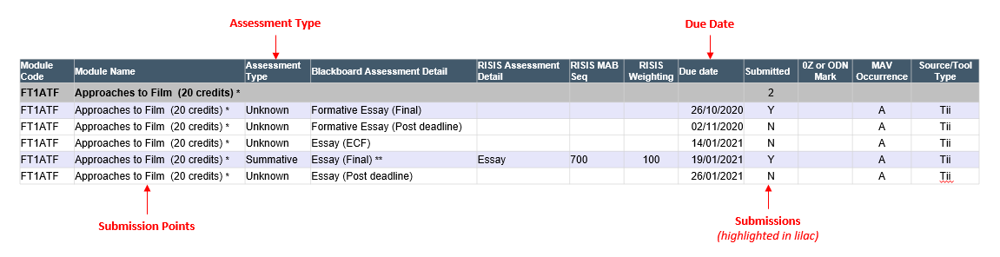 Assessment Type Due Date
Module Code Module Name Assessment Type Blackboard Assessment Detail RISIS Assessment Detail RISIS MAB Seq RISIS Weighting Due date Submitted 0Z or ODN Mark MAV Occurrence Source/Tool Type
FT1ATF Approaches to Film (20 credits) * 2
FT1ATF Approaches to Film (20 credits) * Unknown Formative Essay (Final) 26/10/2020 Y A Tii
FT1ATF Approaches to Film (20 credits) * Unknown Formative Essay (Post deadline) 02/11/2020 N A Tii
FT1ATF Approaches to Film (20 credits) * Unknown Essay (ECF) 14/01/2021 N A Tii
FT1ATF Approaches to Film (20 credits) * Summative Essay (Final) ** Essay 700 100 19/01/2021 Y A Tii
FT1ATF Approaches to Film (20 credits) * Unknown Essay (Post deadline) 26/01/2021 N A Tii
Submission Points Submissions
(highlighted in lilac)